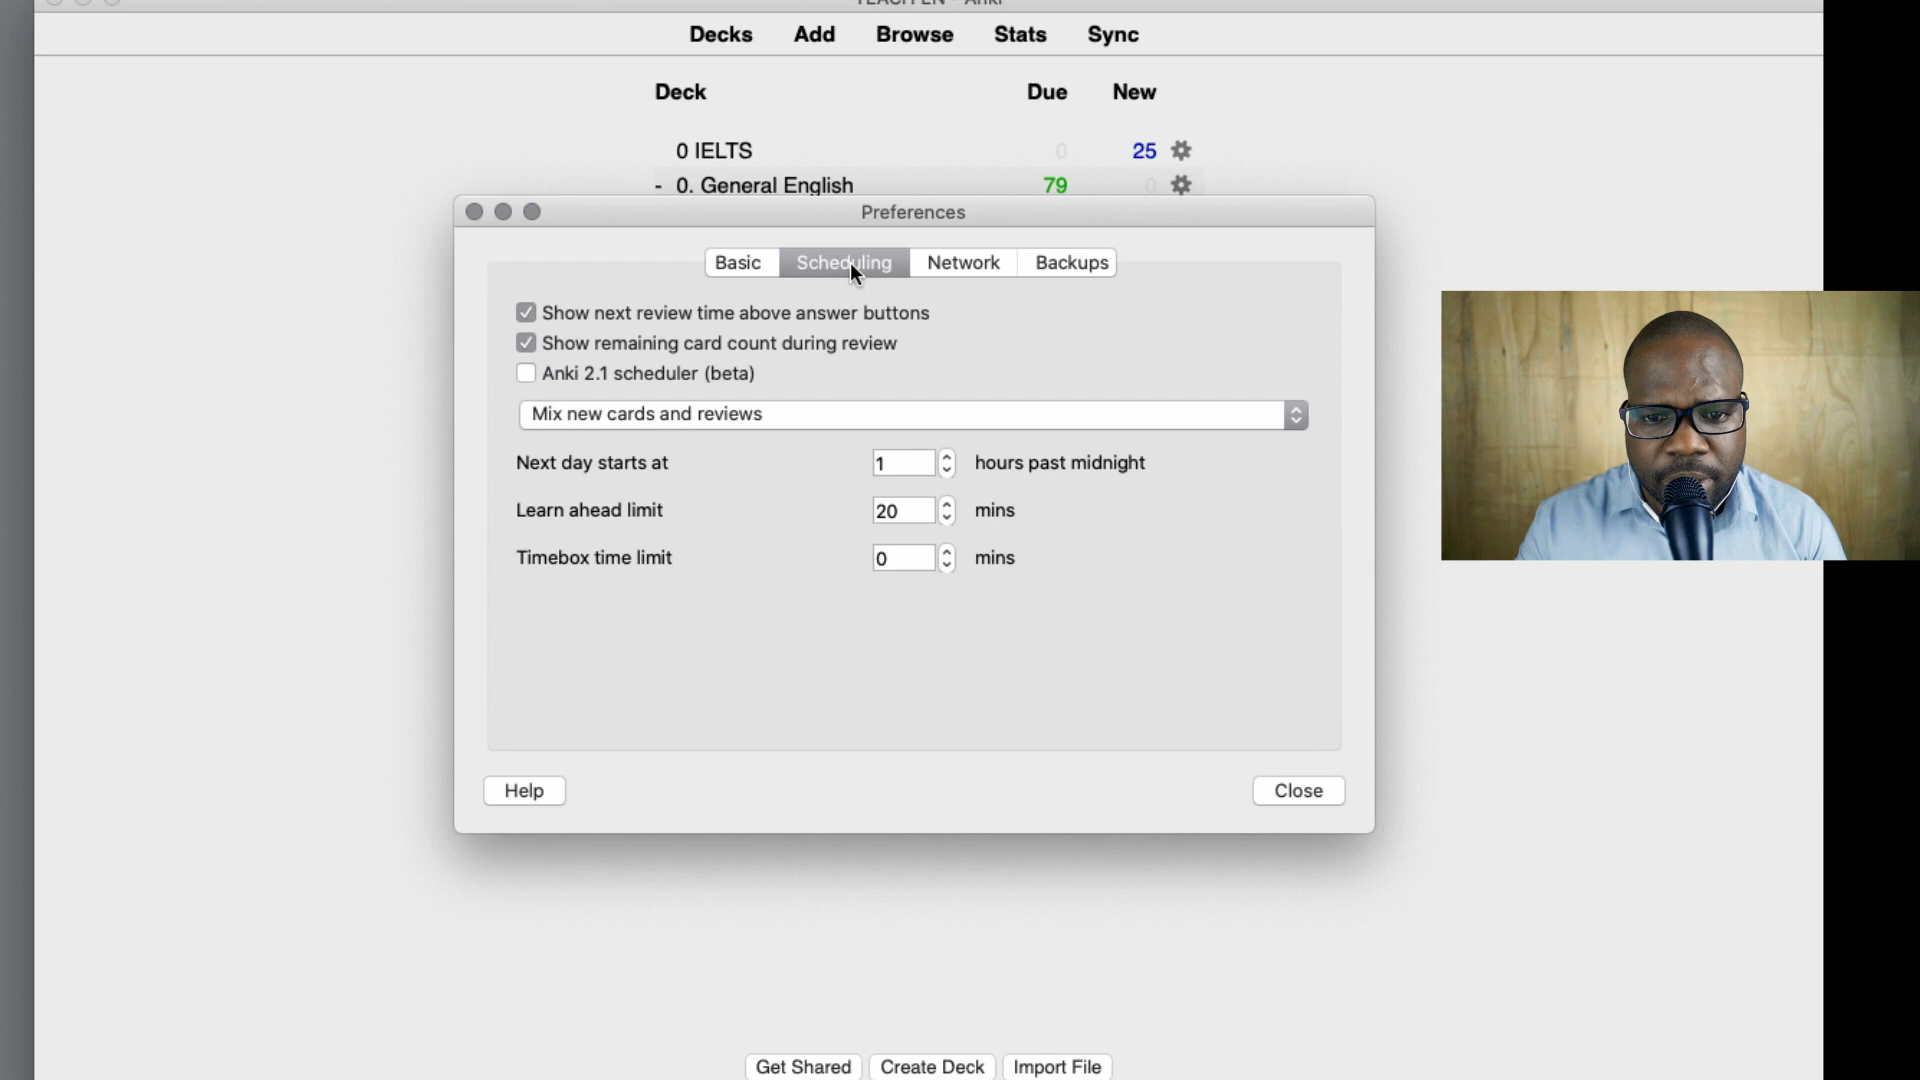 Decks Add Browse Stats Sync
Deck Due New
0 IELTS 0 25
- 0. General English 79 0
Preferences
Basic Scheduling Network Backups
Show next review time above answer buttons
Show remaining card count during review
Anki 2.1 scheduler (beta)
Mix new cards and reviews
Next day starts at 1 hours past midnight
Learn ahead limit 20 mins
Timebox time limit 0 mins
Help Close
Get Shared Create Deck Import File